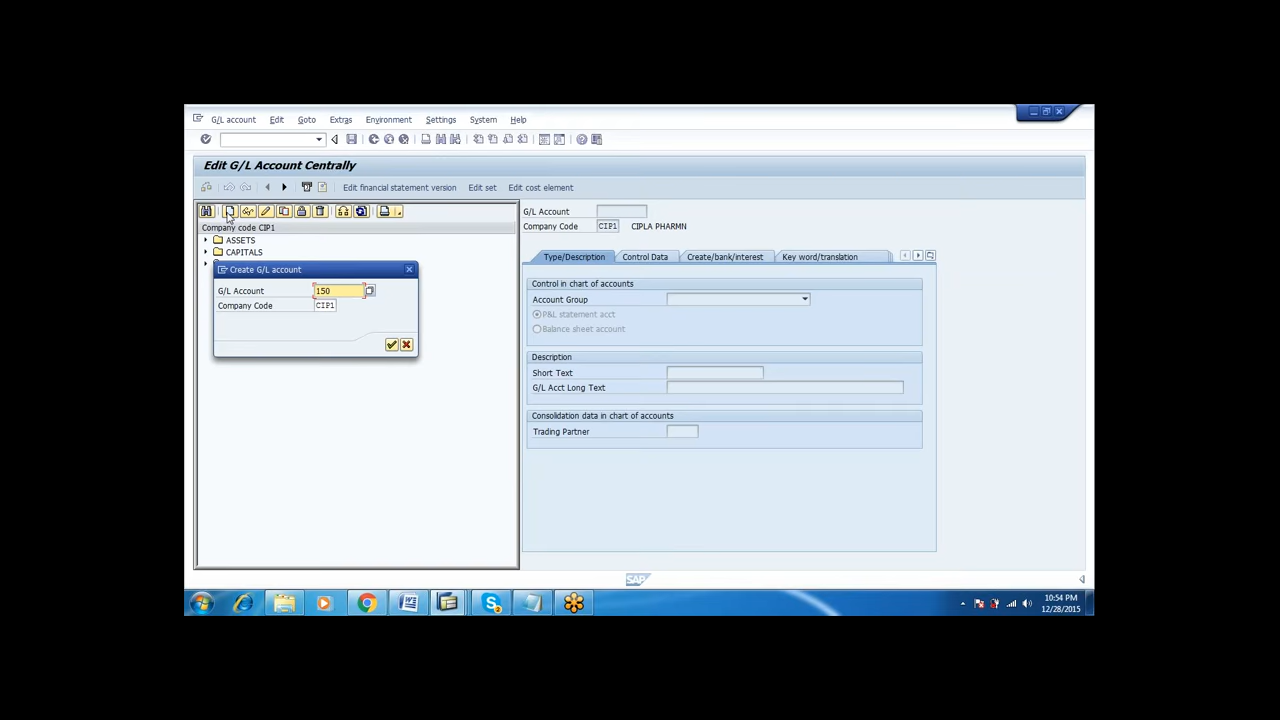 G/L account Edit Goto Extras Environment Settings System Help
Edit G/L Account Centrally
Edit financial statement version Edit set Edit cost element
Company code CIP1
ASSETS
CAPITALS
Create G/L account
G/L Account 150
Company Code CIP1
G/L Account
Company Code CIP1 CIPLA PHARMN
Type/Description Control Data Create/bank/interest Key word/translation
Control in chart of accounts
Account Group
P&L statement acct
Balance sheet account
Description
Short Text
G/L Acct Long Text
Consolidation data in chart of accounts
Trading Partner
SAP
10:54 PM
12/28/2015